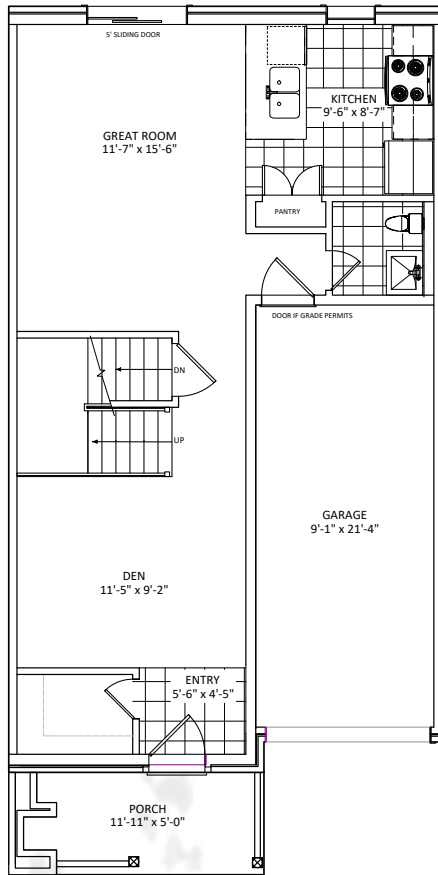 5' SLIDING DOOR
KITCHEN
9'-6" x 8'-7"
GREAT ROOM
11'-7" x 15'-6"
PANTRY
DOOR IF GRADE PERMITS
DN
UP
GARAGE
9'-1" x 21'-4"
DEN
11'-5" x 9'-2"
ENTRY
5'-6" x 4'-5"
PORCH
11'-11" x 5'-0"